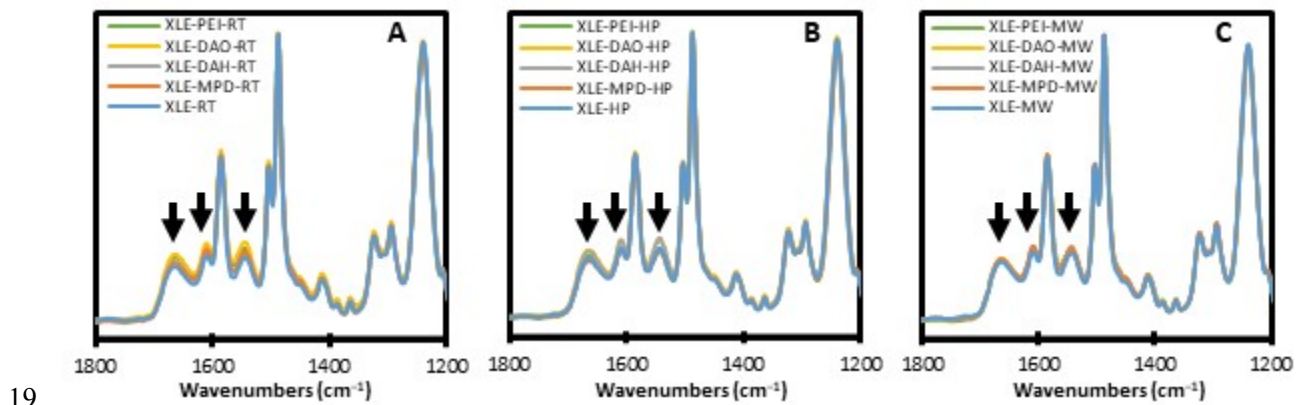 XLE-PEI-RT
XLE-DAO-RT
XLE-DAH-RT
XLE-MPD-RT
XLE-RT
A
1800 1600 1400 1200
Wavenumbers (cm⁻¹)
XLE-PEI-HP
XLE-DAO-HP
XLE-DAH-HP
XLE-MPD-HP
XLE-HP
B
1800 1600 1400 1200
Wavenumbers (cm⁻¹)
XLE-PEI-MW
XLE-DAO-MW
XLE-DAH-MW
XLE-MPD-MW
XLE-MW
C
1800 1600 1400 1200
Wavenumbers (cm⁻¹)
19